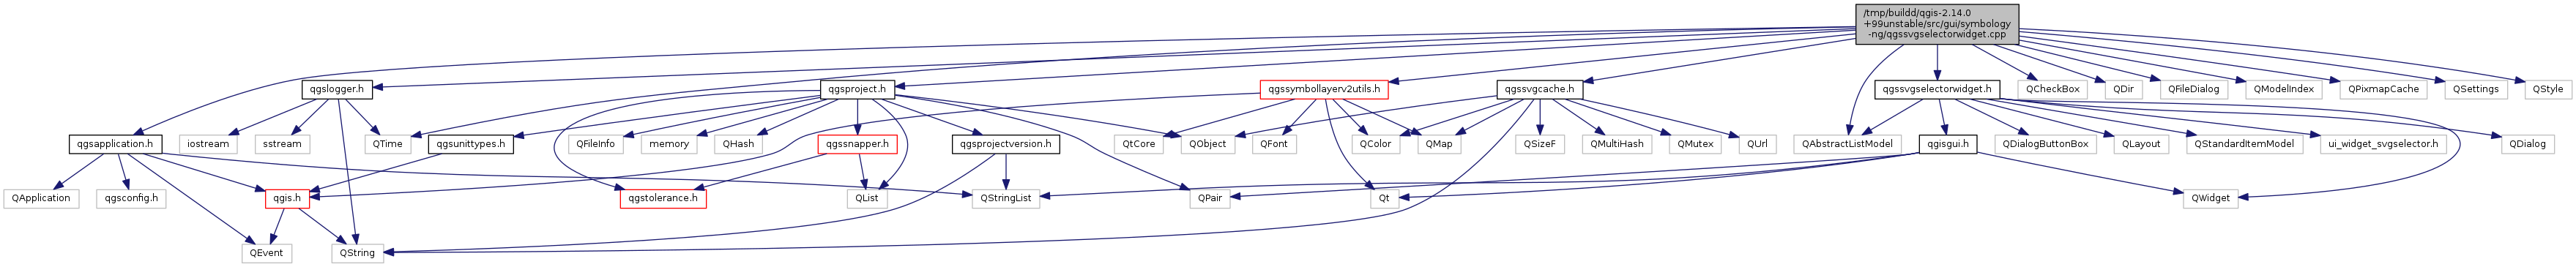 /tmp/buildd/qgis-2.14.0
+99unstable/src/gui/symbology
-ng/qgssvgselectorwidget.cpp
qgslogger.h
qgsproject.h
qgssymbollayerv2utils.h
qgssvgcache.h
qgssvgselectorwidget.h
QCheckBox
QDir
QFileDialog
QModelIndex
QPixmapCache
QSettings
QStyle
qgsapplication.h
iostream
sstream
QTime
qgsunittypes.h
QFileInfo
memory
QHash
qgssnapper.h
qgsprojectversion.h
QtCore
QObject
QFont
QColor
QMap
QSizeF
QMultiHash
QMutex
QUrl
QAbstractListModel
qgisgui.h
QDialogButtonBox
QLayout
QStandardItemModel
ui_widget_svgselector.h
QDialog
QApplication
qgsconfig.h
qgis.h
qgstolerance.h
QList
QStringList
QPair
Qt
QWidget
QEvent
QString